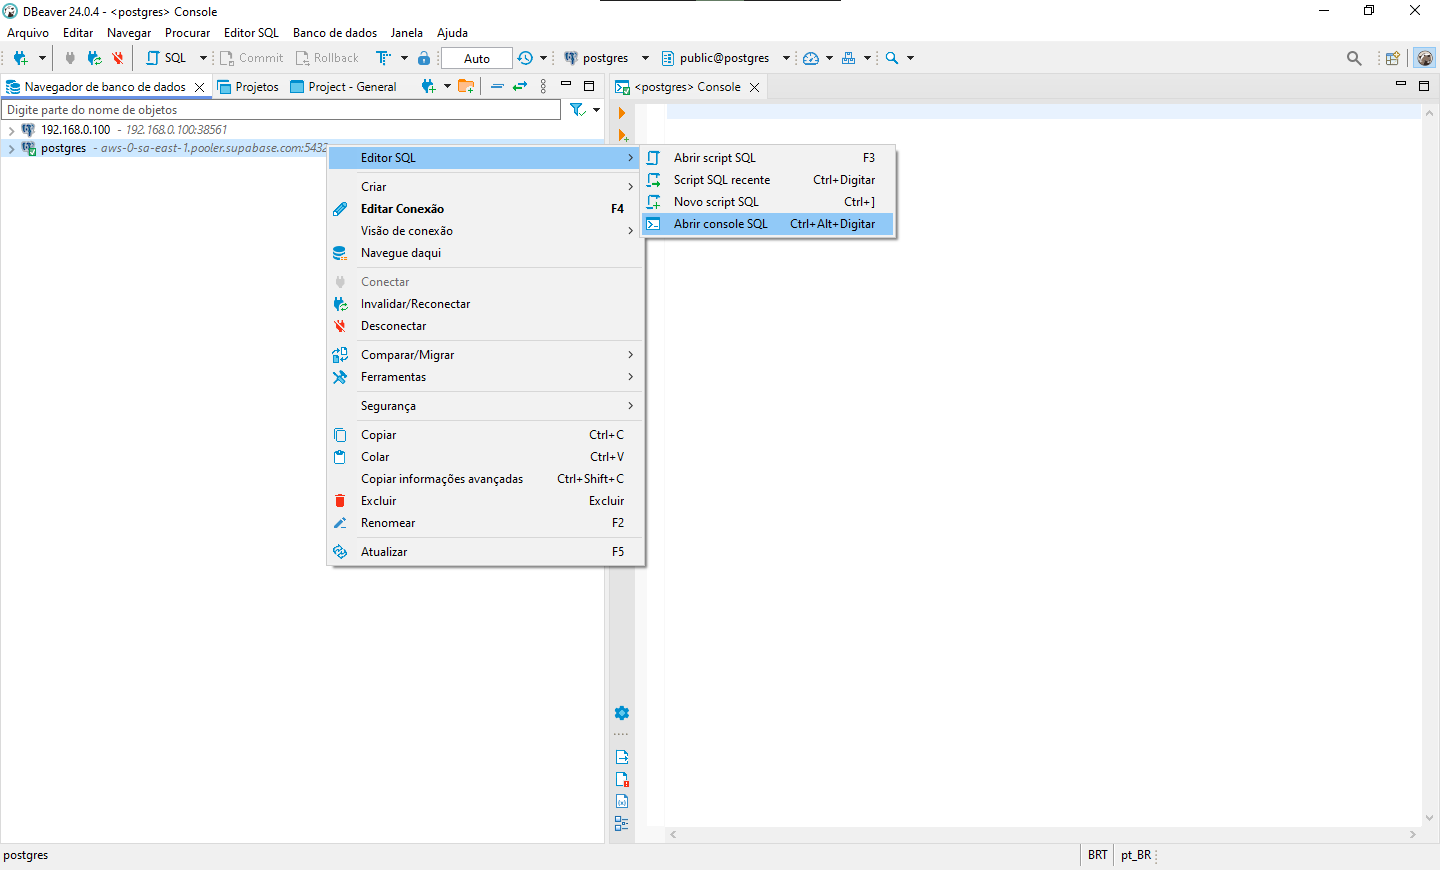 DBeaver 24.0.4 - <postgres> Console
Arquivo Editar Navegar Procurar Editor SQL Banco de dados Janela Ajuda
SQL Commit Rollback Auto postgres public@postgres
Navegador de banco de dados Projetos Project - General
<postgres> Console
Digite parte do nome de objetos
192.168.0.100 - 192.168.0.100:38561
postgres - aws-0-sa-east-1.pooler.supabase.com:5432
Editor SQL
Criar
Editar Conexão F4
Visão de conexão
Navegue daqui
Conectar
Invalidar/Reconectar
Desconectar
Comparar/Migrar
Ferramentas
Segurança
Copiar Ctrl+C
Colar Ctrl+V
Copiar informações avançadas Ctrl+Shift+C
Excluir Excluir
Renomear F2
Atualizar F5
Abrir script SQL F3
Script SQL recente Ctrl+Digitar
Novo script SQL Ctrl+]
Abrir console SQL Ctrl+Alt+Digitar
postgres BRT pt_BR